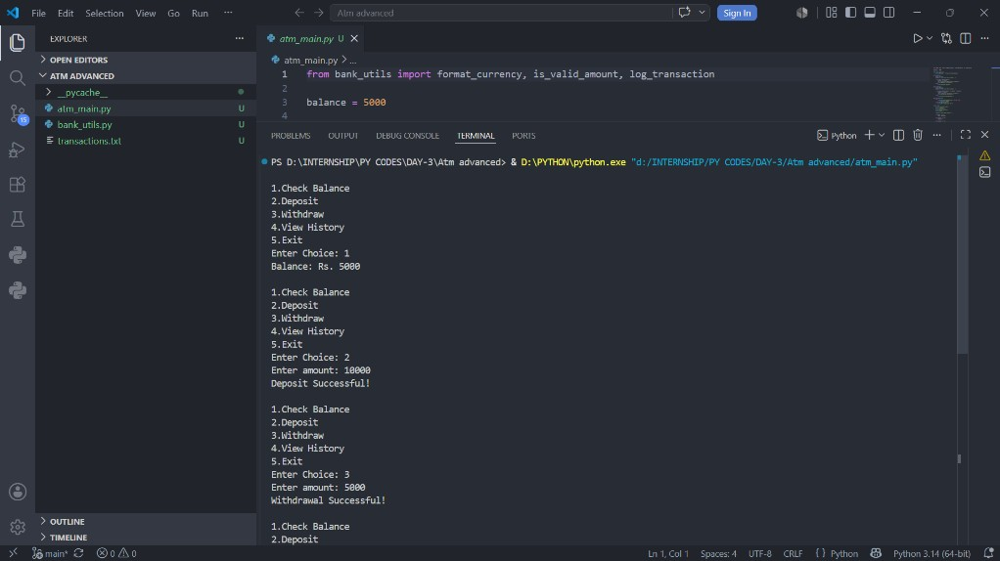 File Edit Selection View Go Run ··· ← → Atm advanced Sign In
EXPLORER ···
OPEN EDITORS
ATM ADVANCED
__pycache__
atm_main.py U
bank_utils.py U
transactions.txt U
OUTLINE
TIMELINE
atm_main.py U
atm_main.py > ...
1 from bank_utils import format_currency, is_valid_amount, log_transaction
2
3 balance = 5000
4
PROBLEMS OUTPUT DEBUG CONSOLE TERMINAL PORTS Python
PS D:\INTERNSHIP\PY CODES\DAY-3\Atm advanced> & D:\PYTHON\python.exe "d:/INTERNSHIP/PY CODES/DAY-3/Atm advanced/atm_main.py"
1.Check Balance
2.Deposit
3.Withdraw
4.View History
5.Exit
Enter Choice: 1
Balance: Rs. 5000
1.Check Balance
2.Deposit
3.Withdraw
4.View History
5.Exit
Enter Choice: 2
Enter amount: 10000
Deposit Successful!
1.Check Balance
2.Deposit
3.Withdraw
4.View History
5.Exit
Enter Choice: 3
Enter amount: 5000
Withdrawal Successful!
1.Check Balance
2.Deposit
15
main* 0 0 Ln 1, Col 1 Spaces: 4 UTF-8 CRLF { } Python Python 3.14 (64-bit)